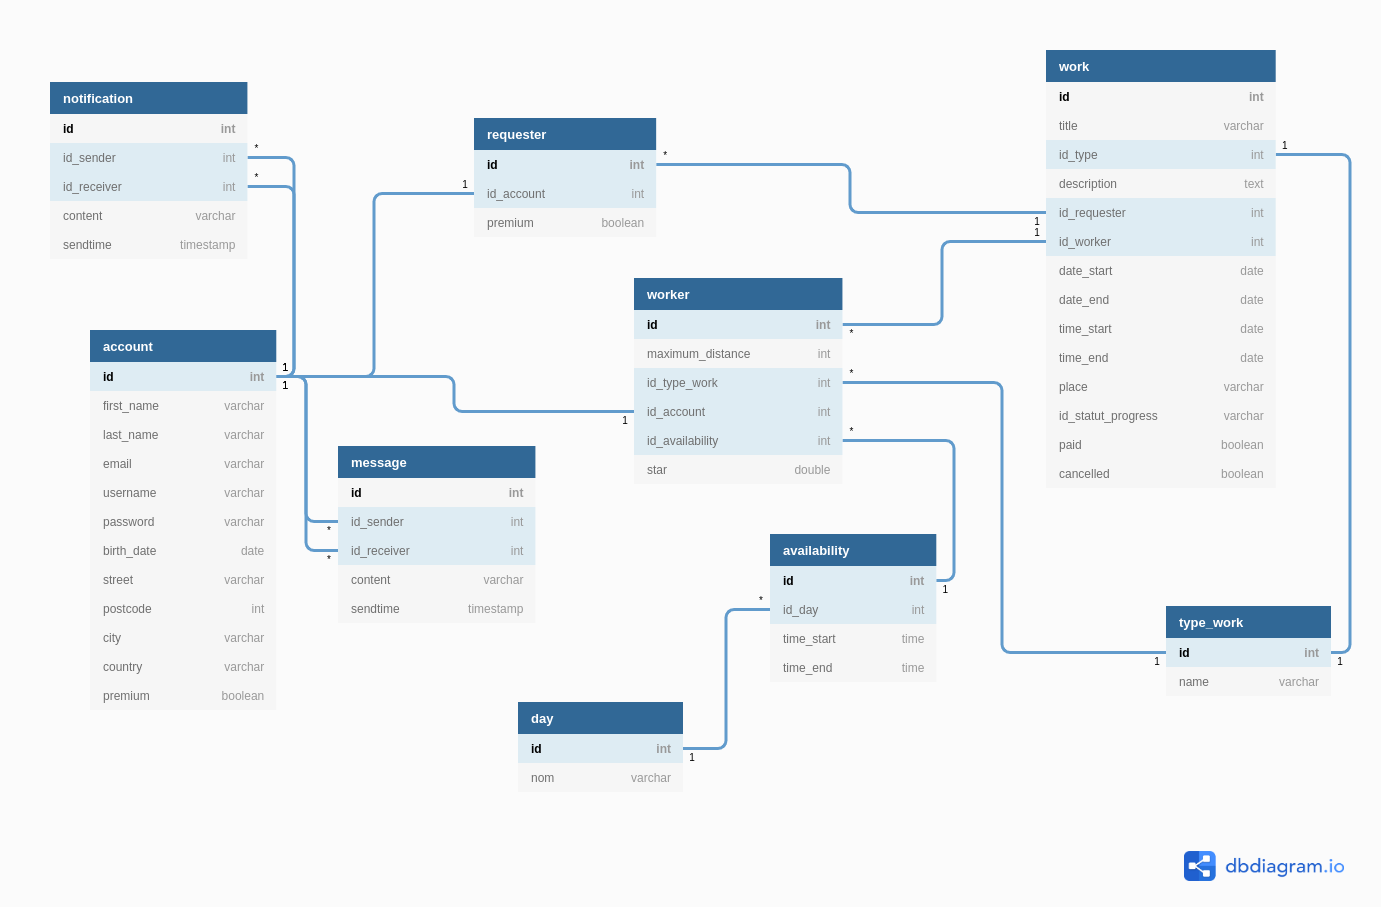 notification
id int
id_sender int *
id_receiver int *
content varchar
sendtime timestamp
account
id int 1
1
first_name varchar
last_name varchar
email varchar
username varchar
password varchar
birth_date date
street varchar
postcode int
city varchar
country varchar
premium boolean
requester
id int *
1 id_account int
premium boolean
message
id int
id_sender int
*
id_receiver int
*
content varchar
sendtime timestamp
worker
id int
*
maximum_distance int
id_type_work int *
id_account int
1
id_availability int *
star double
day
id int
1
nom varchar
availability
id int
1
* id_day int
time_start time
time_end time
work
id int
title varchar
id_type int 1
description text
id_requester int
1
1
id_worker int
date_start date
date_end date
time_start date
time_end date
place varchar
id_statut_progress varchar
paid boolean
cancelled boolean
type_work
1 id int 1
name varchar
dbdiagram.io